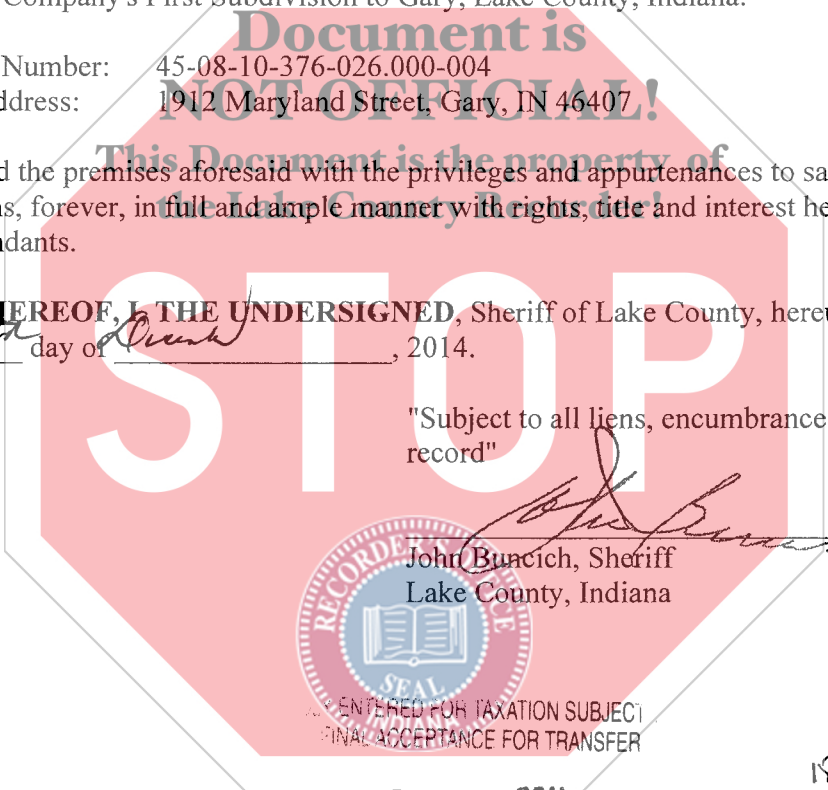 Company's First Subdivision to Gary, Lake County, Indiana.
Document is
Number: 45-08-10-376-026.000-004
NOT OFFICIAL!
ddress: 1912 Maryland Street, Gary, IN 46407
This Document is the property of
the premises aforesaid with the privileges and appurtenances to sa
the Lake County Recorder!
s, forever, in full and ample manner with rights, title and interest he
ndants.
HEREOF, I, THE UNDERSIGNED, Sheriff of Lake County, hereu
day of , 2014.
STOP
"Subject to all liens, encumbrance
record"
John Buncich, Sheriff
Lake County, Indiana
RECORDER'S OFFICE
SEAL
INDIANA
ENTERED FOR TAXATION SUBJECT
FINAL ACCEPTANCE FOR TRANSFER